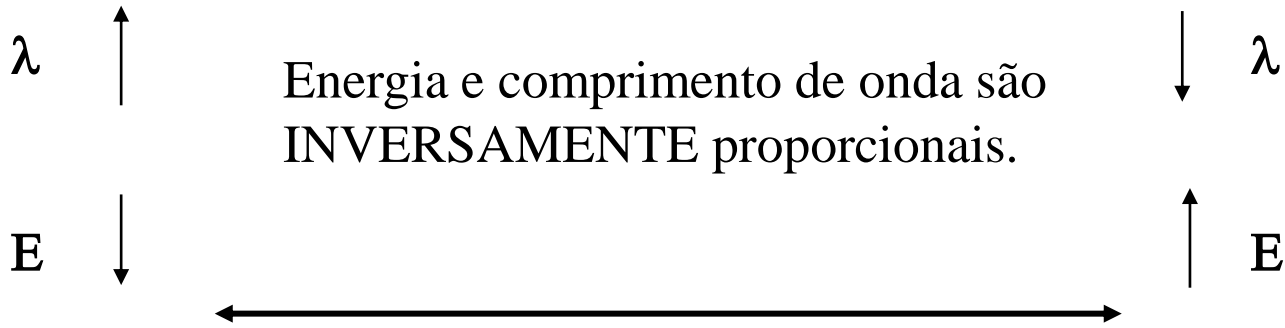 λ
Energia e comprimento de onda são
INVERSAMENTE proporcionais.
λ
E
E